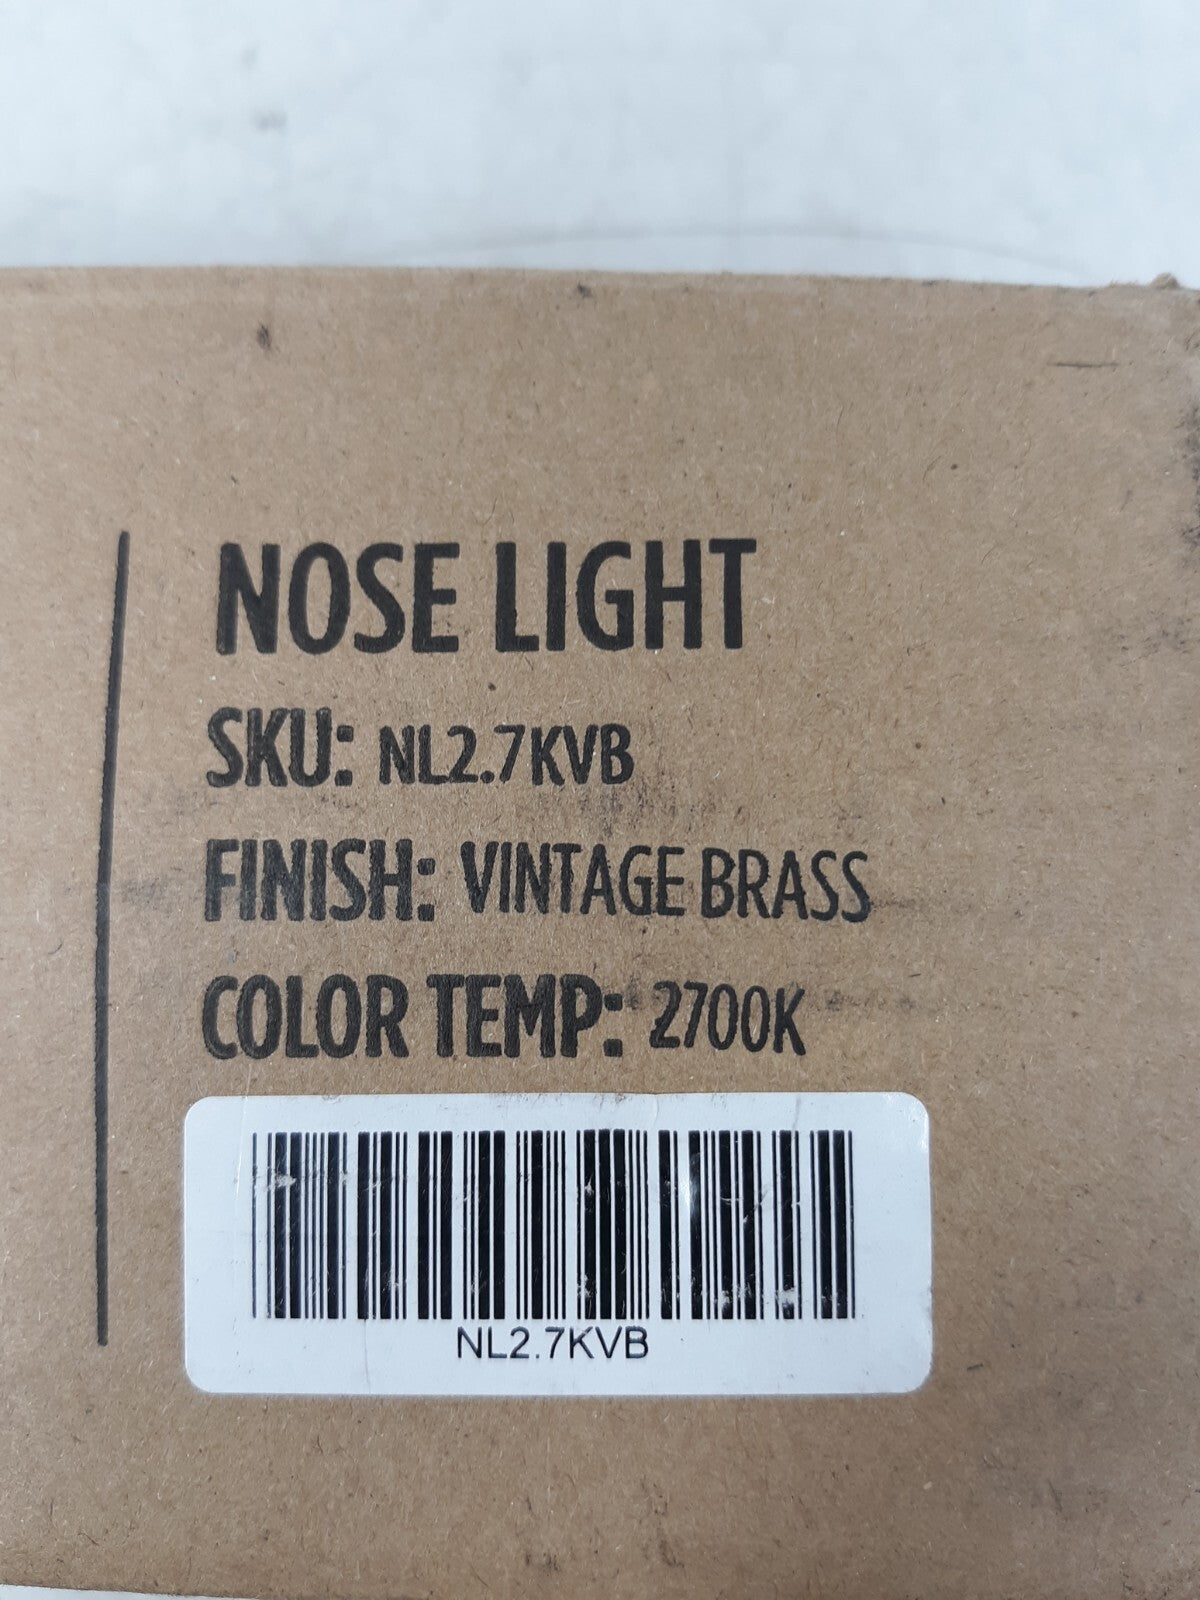 NOSE LIGHT
SKU: NL2.7KVB
FINISH: VINTAGE BRASS
COLOR TEMP: 2700K
NL2.7KVB